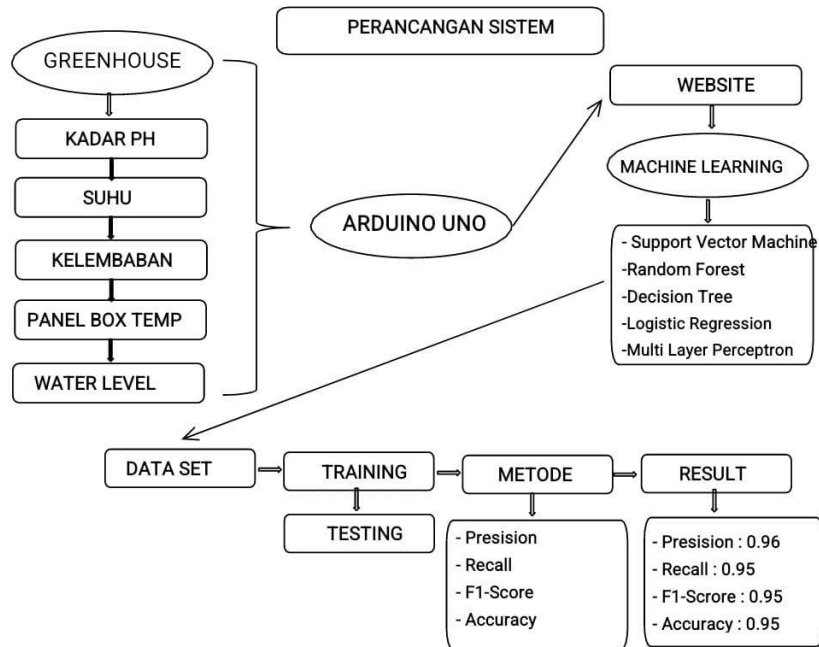 PERANCANGAN SISTEM
GREENHOUSE
KADAR PH
SUHU
KELEMBABAN
PANEL BOX TEMP
WATER LEVEL
ARDUINO UNO
WEBSITE
MACHINE LEARNING
- Support Vector Machine
-Random Forest
-Decision Tree
-Logistic Regression
-Multi Layer Perceptron
DATA SET
TRAINING
TESTING
METODE
- Presision
- Recall
- F1-Score
- Accuracy
RESULT
- Presision : 0.96
- Recall : 0.95
- F1-Scrore : 0.95
- Accuracy : 0.95